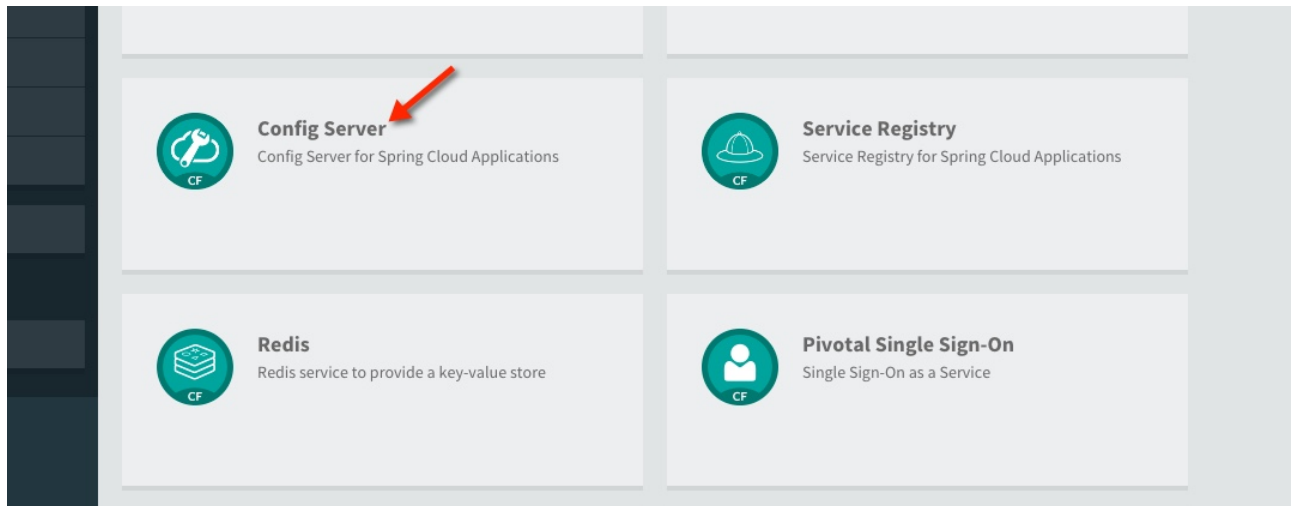 Config Server
Config Server for Spring Cloud Applications
CF
Service Registry
Service Registry for Spring Cloud Applications
CF
Redis
Redis service to provide a key-value store
CF
Pivotal Single Sign-On
Single Sign-On as a Service
CF